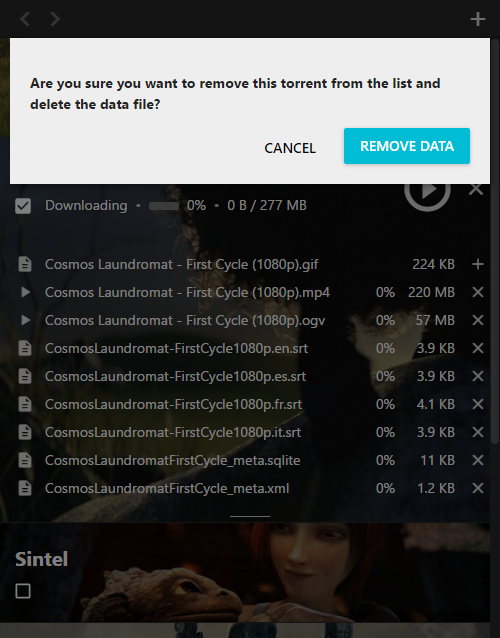 Are you sure you want to remove this torrent from the list and
delete the data file?
CANCEL REMOVE DATA
Downloading • 0% • 0 B / 277 MB
Cosmos Laundromat - First Cycle (1080p).gif 224 KB
Cosmos Laundromat - First Cycle (1080p).mp4 0% 220 MB
Cosmos Laundromat - First Cycle (1080p).ogv 0% 57 MB
CosmosLaundromat-FirstCycle1080p.en.srt 0% 3.9 KB
CosmosLaundromat-FirstCycle1080p.es.srt 0% 3.9 KB
CosmosLaundromat-FirstCycle1080p.fr.srt 0% 4.1 KB
CosmosLaundromat-FirstCycle1080p.it.srt 0% 3.9 KB
CosmosLaundromatFirstCycle_meta.sqlite 0% 11 KB
CosmosLaundromatFirstCycle_meta.xml 0% 1.2 KB
Sintel